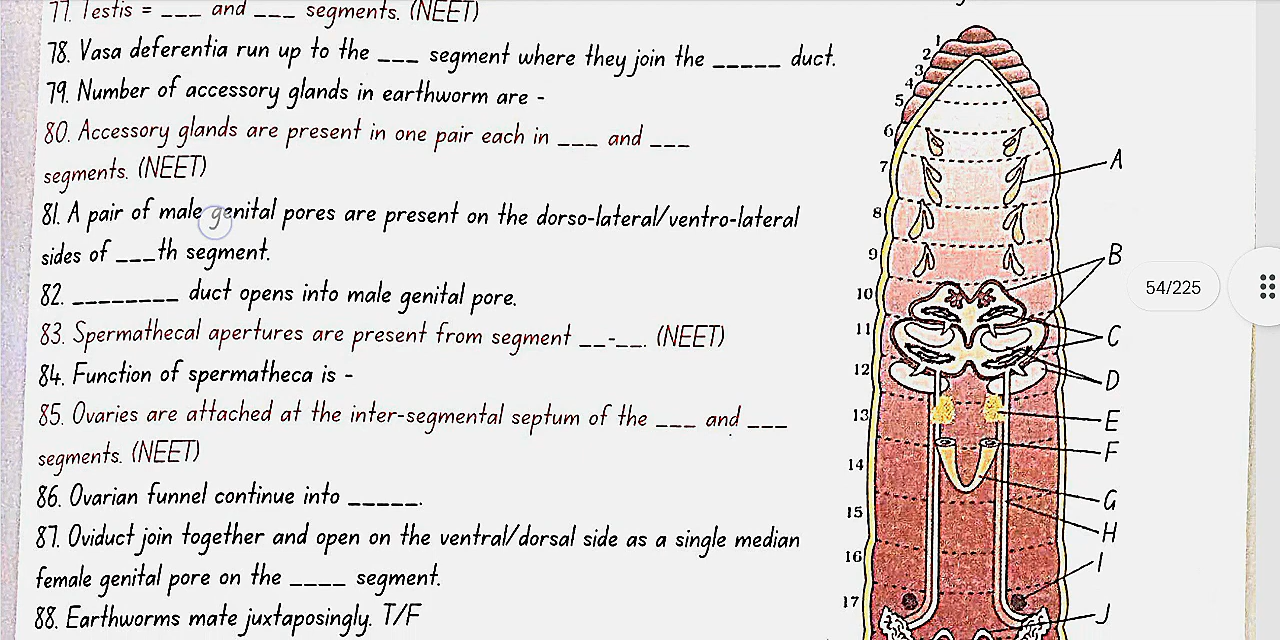 77. Testis = ___ and ___ segments. (NEET)
78. Vasa deferentia run up to the ___ segment where they join the _____ duct.
79. Number of accessory glands in earthworm are -
80. Accessory glands are present in one pair each in ___ and ___
segments. (NEET)
81. A pair of male genital pores are present on the dorso-lateral/ventro-lateral
sides of ___th segment.
82. ________ duct opens into male genital pore.
83. Spermathecal apertures are present from segment __-__. (NEET)
84. Function of spermatheca is -
85. Ovaries are attached at the inter-segmental septum of the ___ and ___
segments. (NEET)
86. Ovarian funnel continue into _____.
87. Oviduct join together and open on the ventral/dorsal side as a single median
female genital pore on the ____ segment.
88. Earthworms mate juxtaposingly. T/F
1
2
3
4
5
6
7
8
9
10
11
12
13
14
15
16
17
A
B
C
D
E
F
G
H
I
J
54/225